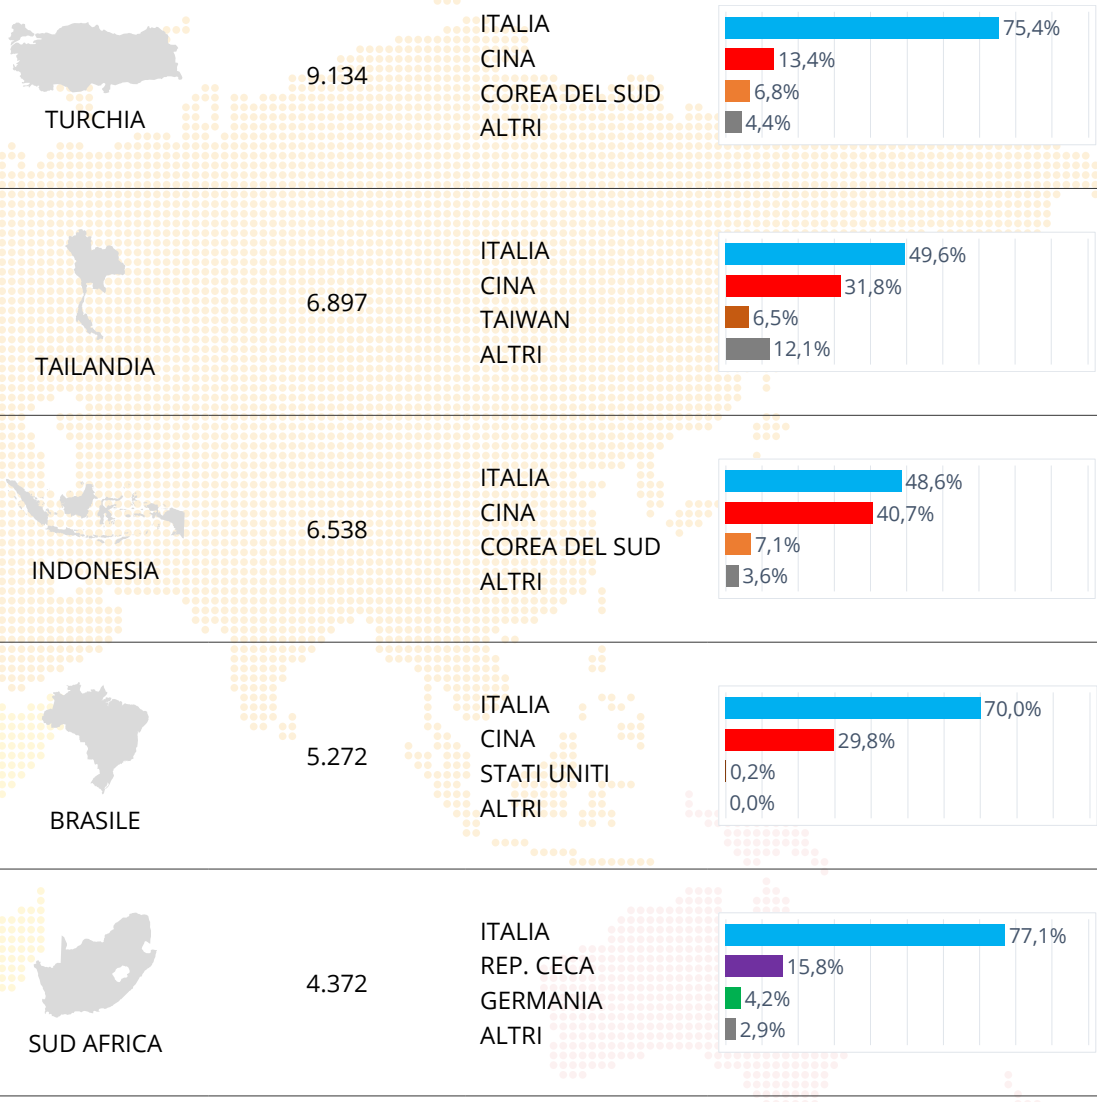 TURCHIA
9.134
ITALIA
CINA
COREA DEL SUD
ALTRI
75,4%
13,4%
6,8%
4,4%
TAILANDIA
6.897
ITALIA
CINA
TAIWAN
ALTRI
49,6%
31,8%
6,5%
12,1%
INDONESIA
6.538
ITALIA
CINA
COREA DEL SUD
ALTRI
48,6%
40,7%
7,1%
3,6%
BRASILE
5.272
ITALIA
CINA
STATI UNITI
ALTRI
70,0%
29,8%
0,2%
0,0%
SUD AFRICA
4.372
ITALIA
REP. CECA
GERMANIA
ALTRI
77,1%
15,8%
4,2%
2,9%